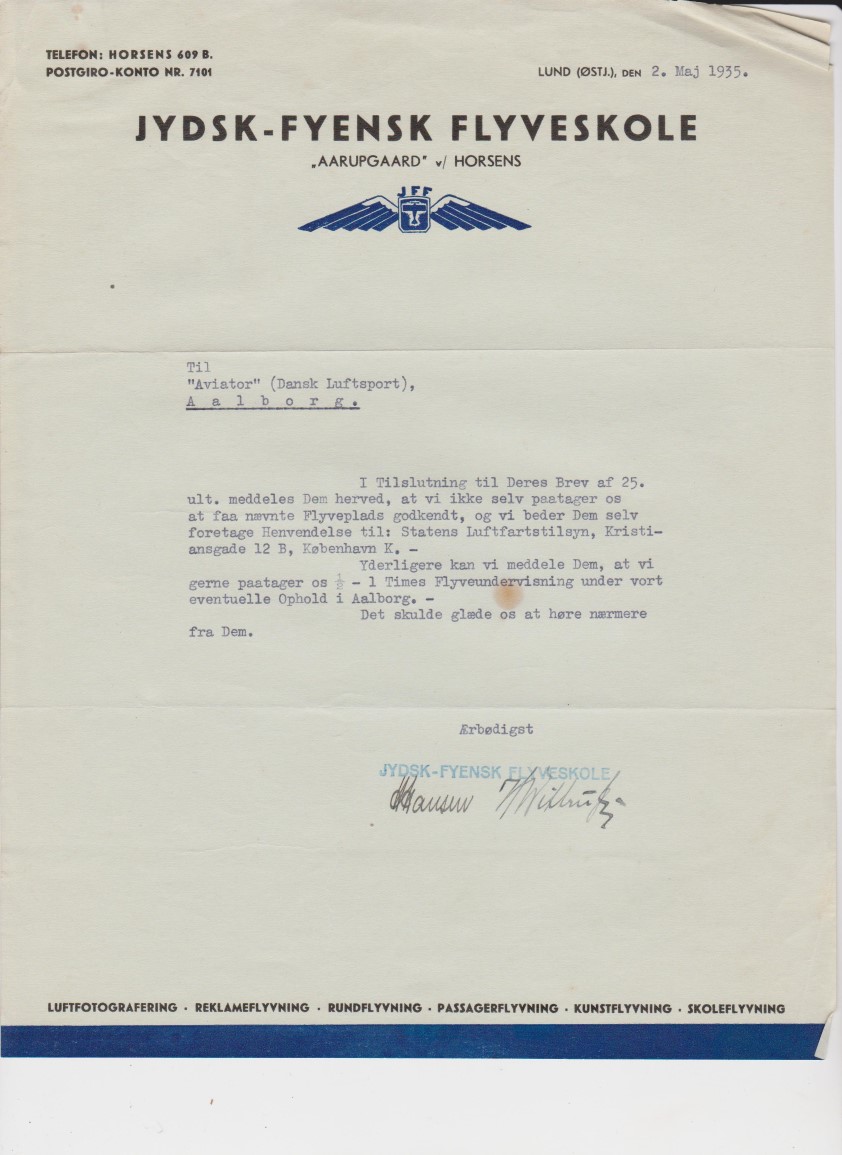 TELEFON: HORSENS 609 B.
POSTGIRO-KONTO NR. 7101
LUND (ØSTJ.), DEN 2. Maj 1935.
JYDSK-FYENSK FLYVESKOLE
„AARUPGAARD" v/ HORSENS
JFF
Til
"Aviator" (Dansk Luftsport),
A a l b o r g.
I Tilslutning til Deres Brev af 25.
ult. meddeles Dem herved, at vi ikke selv paatager os
at faa nævnte Flyveplads godkendt, og vi beder Dem selv
foretage Henvendelse til: Statens Luftfartstilsyn, Kristi-
ansgade 12 B, København K. -
Yderligere kan vi meddele Dem, at vi
gerne paatager os ½ - 1 Times Flyveundervisning under vort
eventuelle Ophold i Aalborg. -
Det skulde glæde os at høre nærmere
fra Dem.
Ærbødigst
JYDSK-FYENSK FLYVESKOLE
Hansen
LUFTFOTOGRAFERING · REKLAMEFLYVNING · RUNDFLYVNING · PASSAGERFLYVNING · KUNSTFLYVNING · SKOLEFLYVNING